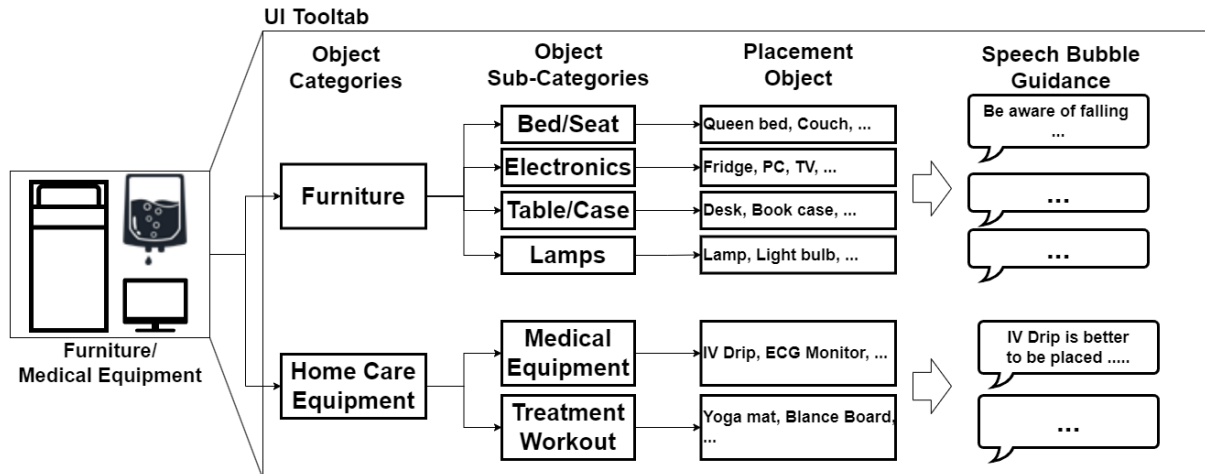 UI Tooltab
Object
Categories
Object
Sub-Categories
Placement
Object
Speech Bubble
Guidance
Furniture/
Medical Equipment
Furniture
Bed/Seat
Queen bed, Couch, ...
Electronics
Fridge, PC, TV, ...
Table/Case
Desk, Book case, ...
Lamps
Lamp, Light bulb, ...
Be aware of falling
...
...
...
Home Care
Equipment
Medical
Equipment
IV Drip, ECG Monitor, ...
Treatment
Workout
Yoga mat, Blance Board,
...
IV Drip is better
to be placed .....
...